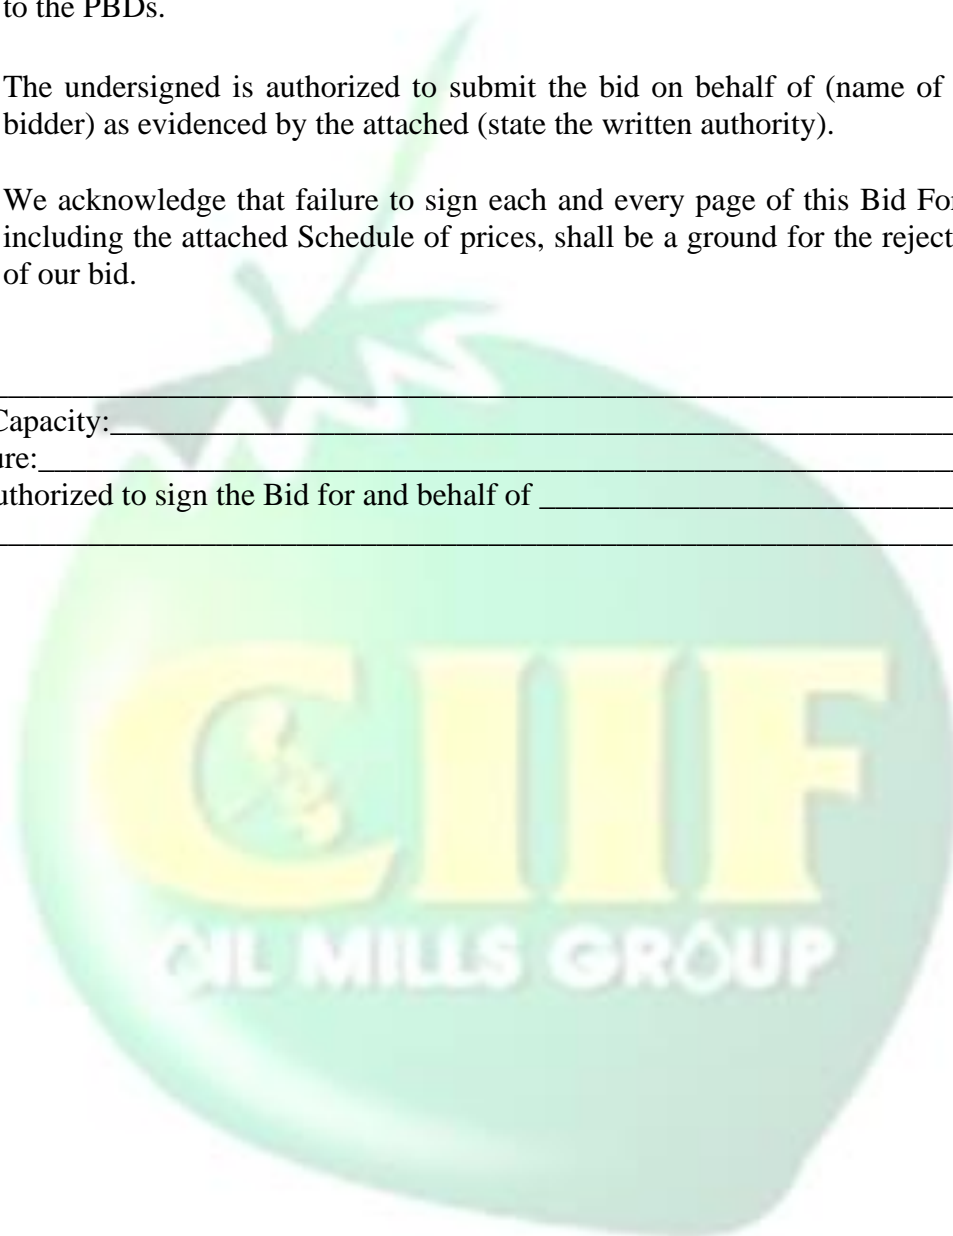 to the PBDs.
The undersigned is authorized to submit the bid on behalf of (name of
bidder) as evidenced by the attached (state the written authority).
We acknowledge that failure to sign each and every page of this Bid For
including the attached Schedule of prices, shall be a ground for the reject
of our bid.
Capacity:
ure:
uthorized to sign the Bid for and behalf of
CIIF
OIL MILLS GROUP